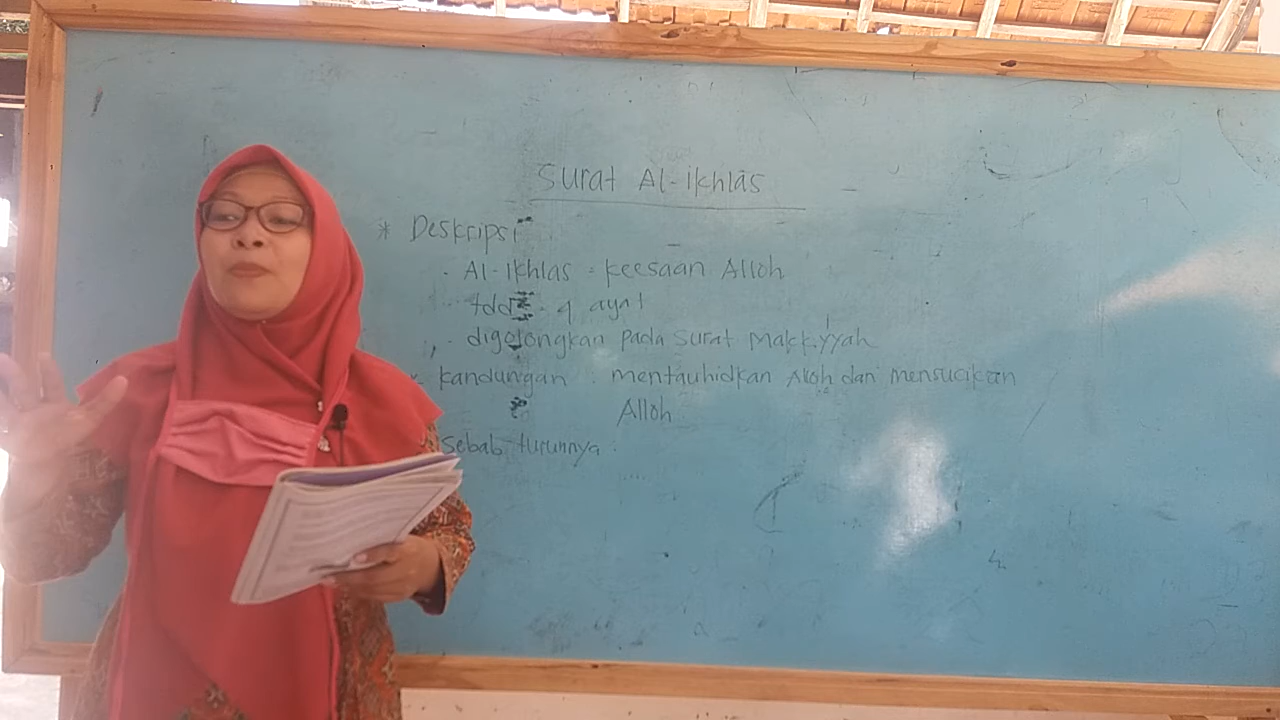 Surat Al-Ikhlas
* Deskripsi
- Al-Ikhlas = keesaan Alloh
- tdd 4 ayat
- digolongkan pada surat Makkiyyah
* kandungan : mentauhidkan Alloh dan mensucikan
Alloh
Sebab turunnya :